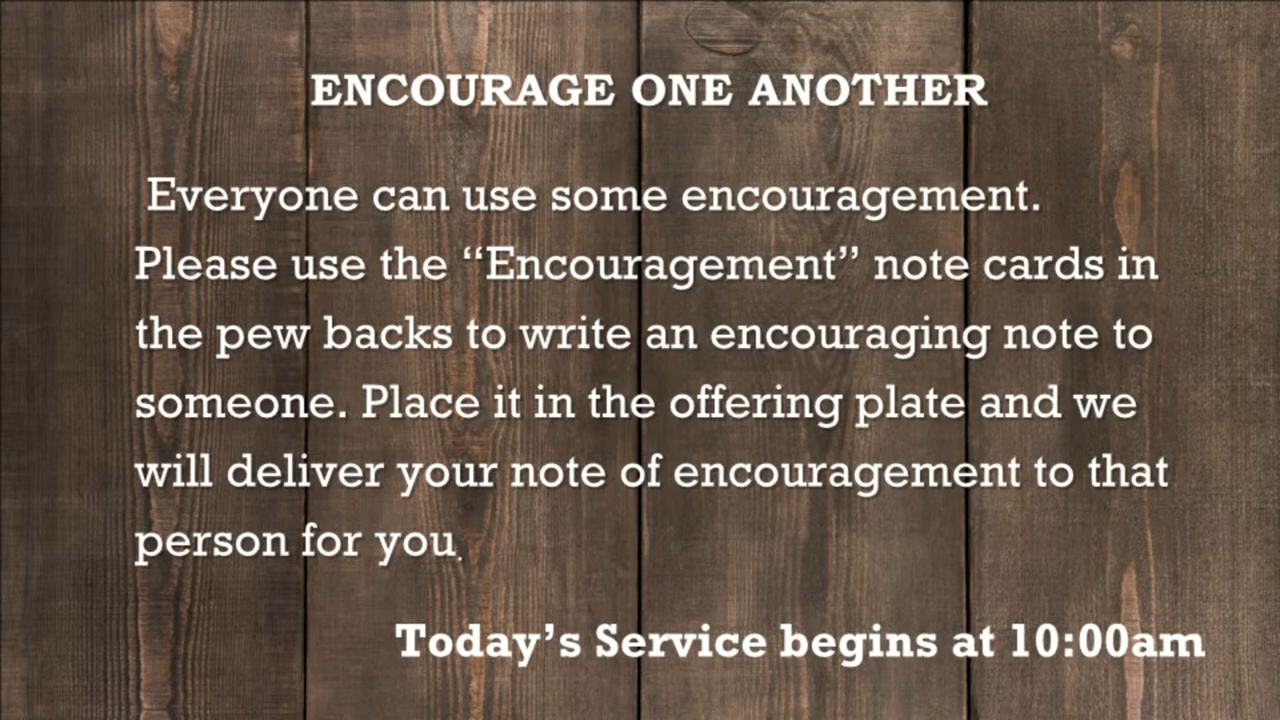 ENCOURAGE ONE ANOTHER
Everyone can use some encouragement.
Please use the “Encouragement” note cards in
the pew backs to write an encouraging note to
someone. Place it in the offering plate and we
will deliver your note of encouragement to that
person for you.
Today’s Service begins at 10:00am